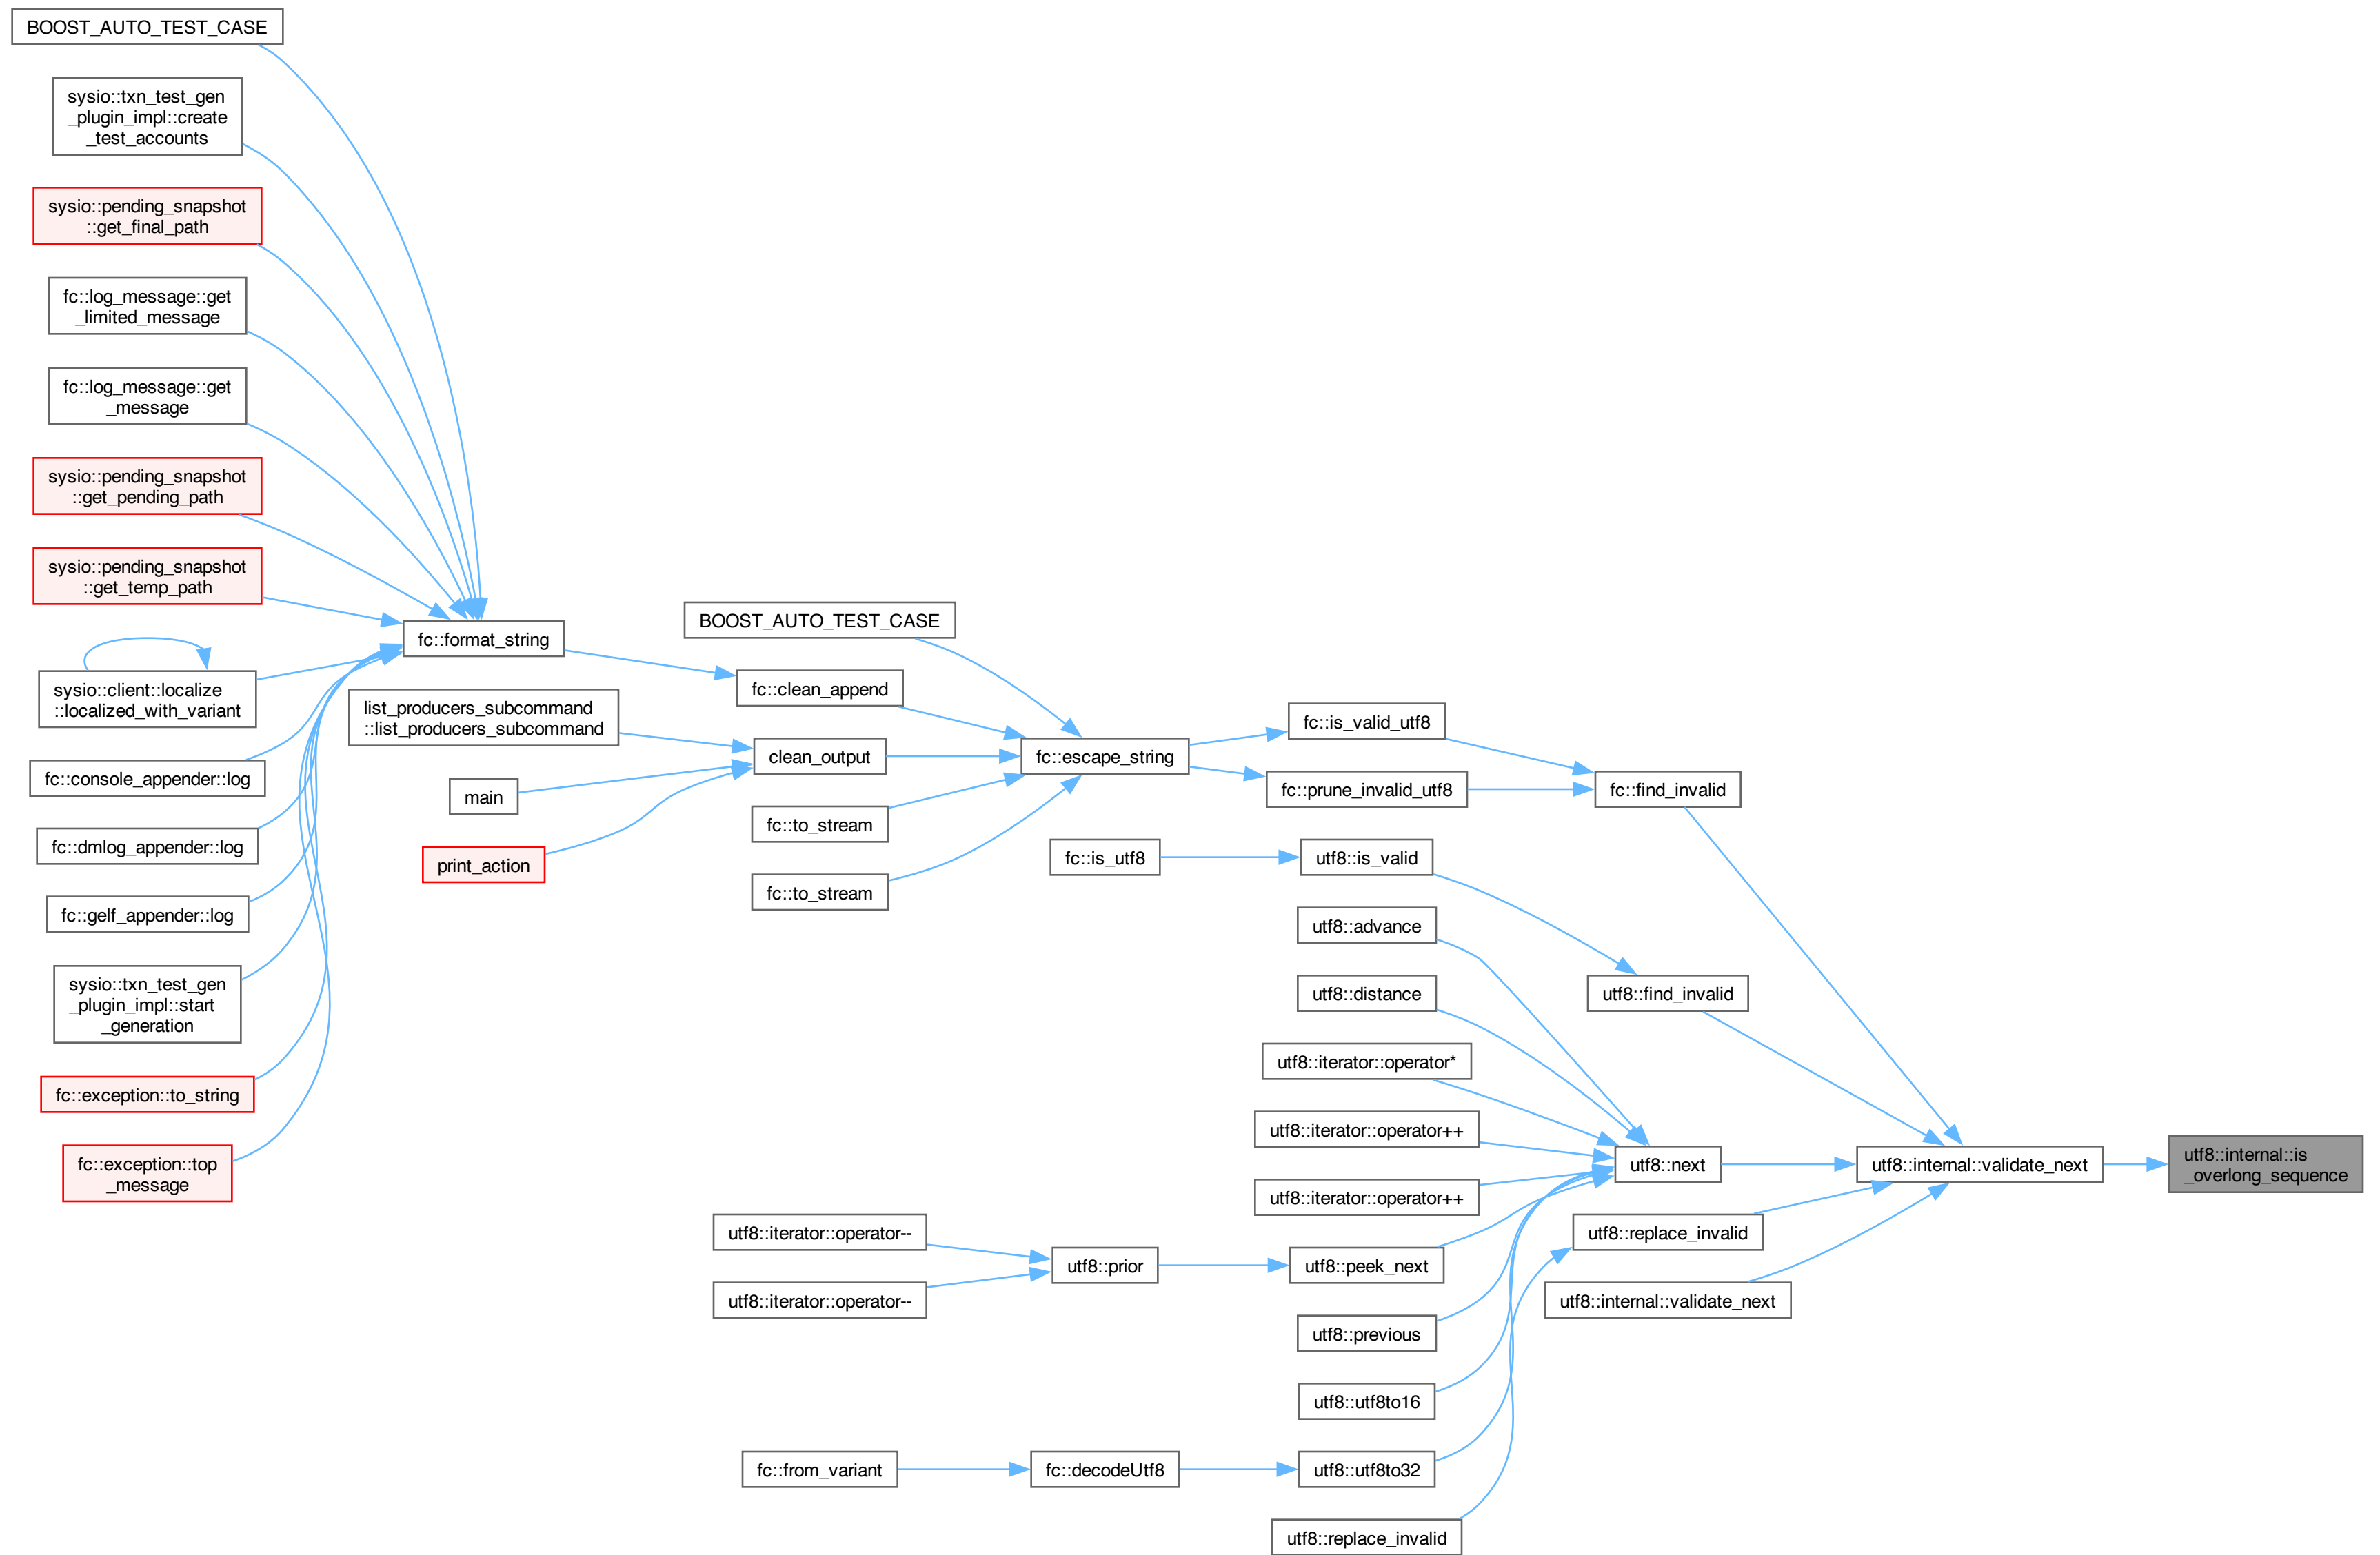 BOOST_AUTO_TEST_CASE
sysio::txn_test_gen
_plugin_impl::create
_test_accounts
sysio::pending_snapshot
::get_final_path
fc::log_message::get
_limited_message
fc::log_message::get
_message
sysio::pending_snapshot
::get_pending_path
sysio::pending_snapshot
::get_temp_path
fc::format_string
sysio::client::localize
::localized_with_variant
fc::console_appender::log
fc::dmlog_appender::log
fc::gelf_appender::log
sysio::txn_test_gen
_plugin_impl::start
_generation
fc::exception::to_string
fc::exception::top
_message
list_producers_subcommand
::list_producers_subcommand
main
print_action
BOOST_AUTO_TEST_CASE
fc::clean_append
clean_output
fc::to_stream
fc::to_stream
fc::escape_string
fc::is_utf8
fc::is_valid_utf8
fc::prune_invalid_utf8
utf8::is_valid
utf8::advance
utf8::distance
utf8::iterator::operator*
utf8::iterator::operator++
utf8::iterator::operator++
utf8::iterator::operator--
utf8::iterator::operator--
utf8::prior
utf8::peek_next
utf8::previous
utf8::utf8to16
fc::from_variant
fc::decodeUtf8
utf8::utf8to32
utf8::replace_invalid
fc::find_invalid
utf8::find_invalid
utf8::next
utf8::replace_invalid
utf8::internal::validate_next
utf8::internal::validate_next
utf8::internal::is
_overlong_sequence